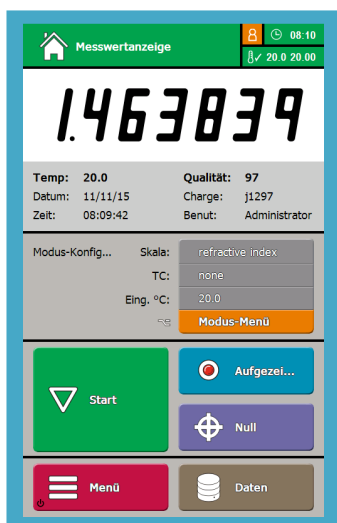 Messwertanzeige
08:10
20.0 20.00
1.463839
Temp: 20.0 Qualität: 97
Datum: 11/11/15 Charge: j1297
Zeit: 08:09:42 Benut: Administrator
Modus-Konfig... Skala: refractive index
TC: none
Eing. °C: 20.0
Modus-Menü
Start
Aufgezei...
Null
Menü
Daten